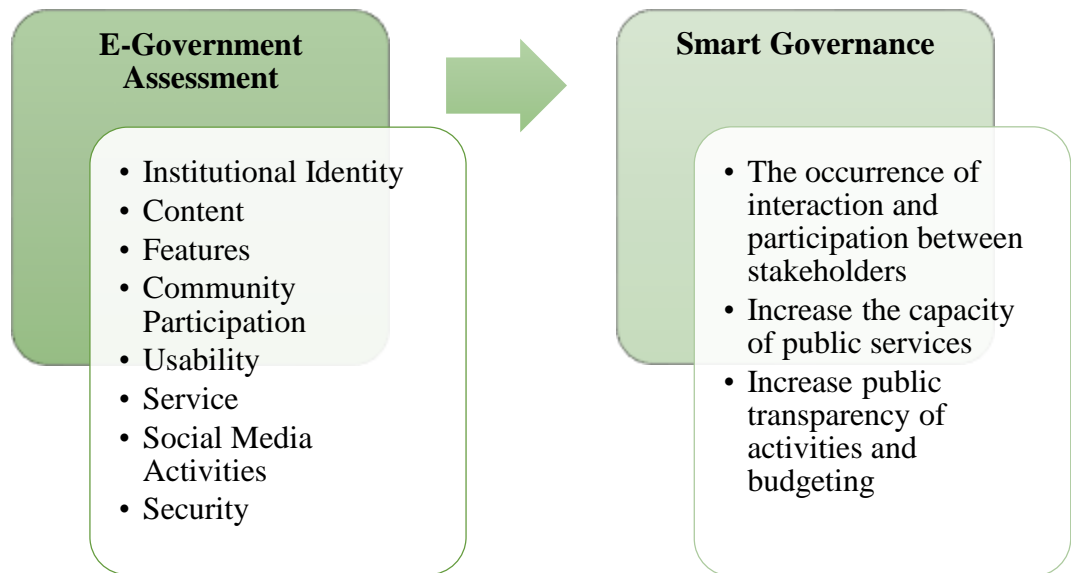 E-Government
Assessment
• Institutional Identity
• Content
• Features
• Community
Participation
• Usability
• Service
• Social Media
Activities
• Security
Smart Governance
• The occurrence of
interaction and
participation between
stakeholders
• Increase the capacity
of public services
• Increase public
transparency of
activities and
budgeting